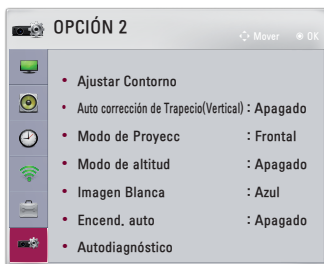 OPCIÓN 2
Mover OK
• Ajustar Contorno
• Auto corrección de Trapecio(Vertical) : Apagado
• Modo de Proyecc : Frontal
• Modo de altitud : Apagado
• Imagen Blanca : Azul
• Encend. auto : Apagado
• Autodiagnóstico